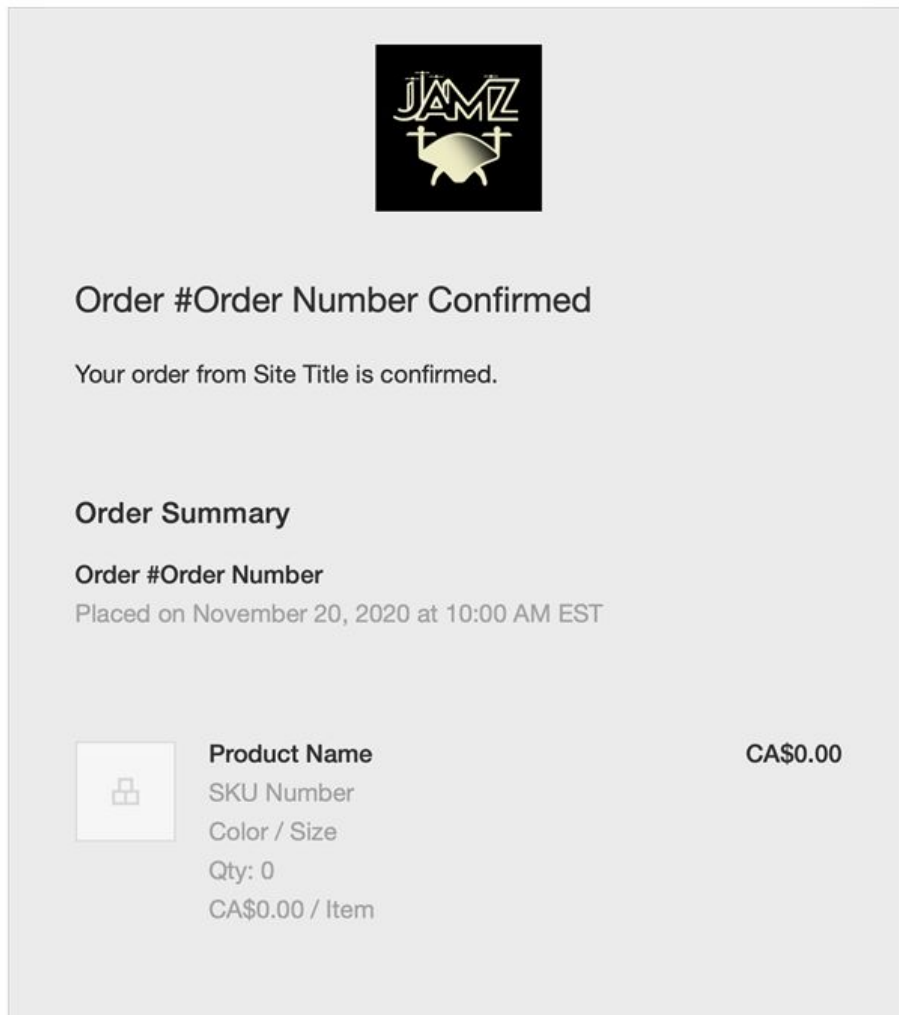 JAMZ
Order #Order Number Confirmed
Your order from Site Title is confirmed.
Order Summary
Order #Order Number
Placed on November 20, 2020 at 10:00 AM EST
Product Name CA$0.00
SKU Number
Color / Size
Qty: 0
CA$0.00 / Item